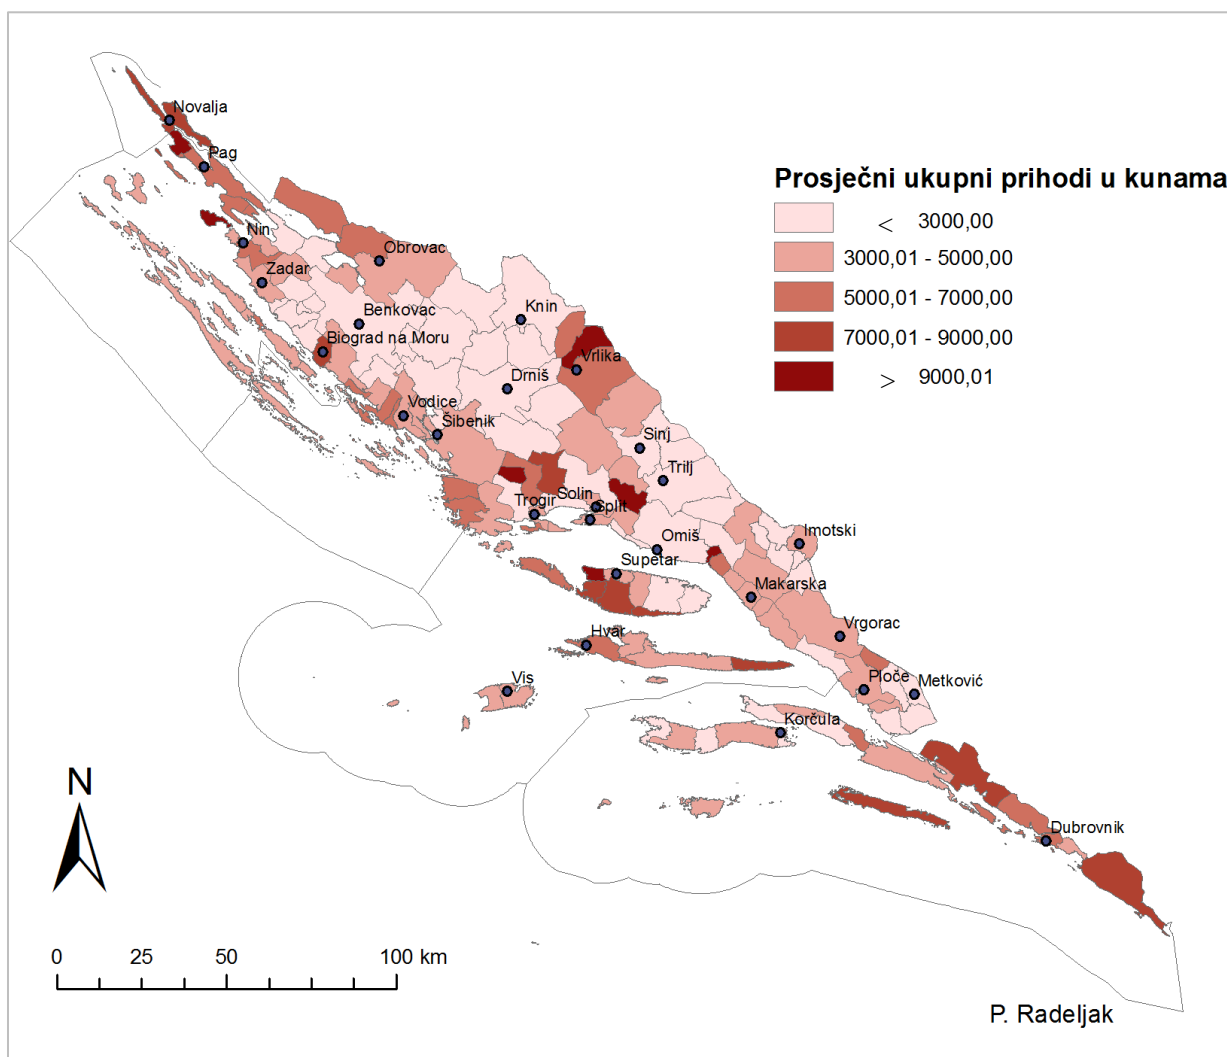 Novalja
Pag
Prosječni ukupni prihodi u kunama
< 3000,00
3000,01 - 5000,00
5000,01 - 7000,00
7000,01 - 9000,00
> 9000,01
Nin
Obrovac
Zadar
Benkovac
Knin
Biograd na Moru
Vrlika
Drniš
Vodice
Šibenik
Sinj
Trilj
Solin
Trogir
Split
Omiš
Imotski
Supetar
Makarska
Hvar
Vrgorac
Vis
Ploče
Metković
Korčula
N
Dubrovnik
0 25 50 100 km
P. Radeljak